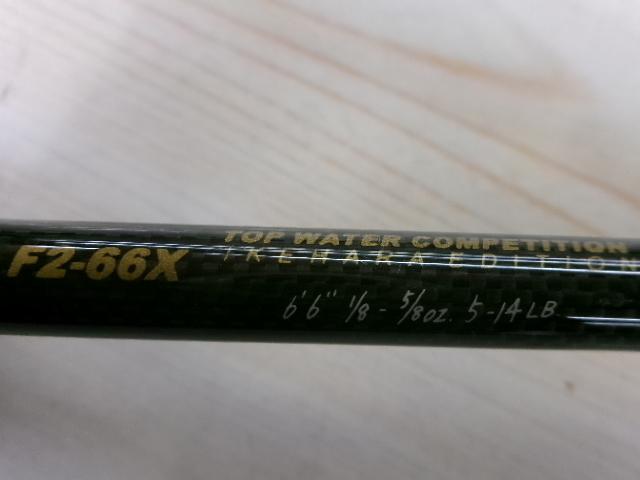 F2-66X
TOP WATER COMPETITION
IKEHARA EDITION
6'6" 1/8 - 5/8oz. 5-14LB